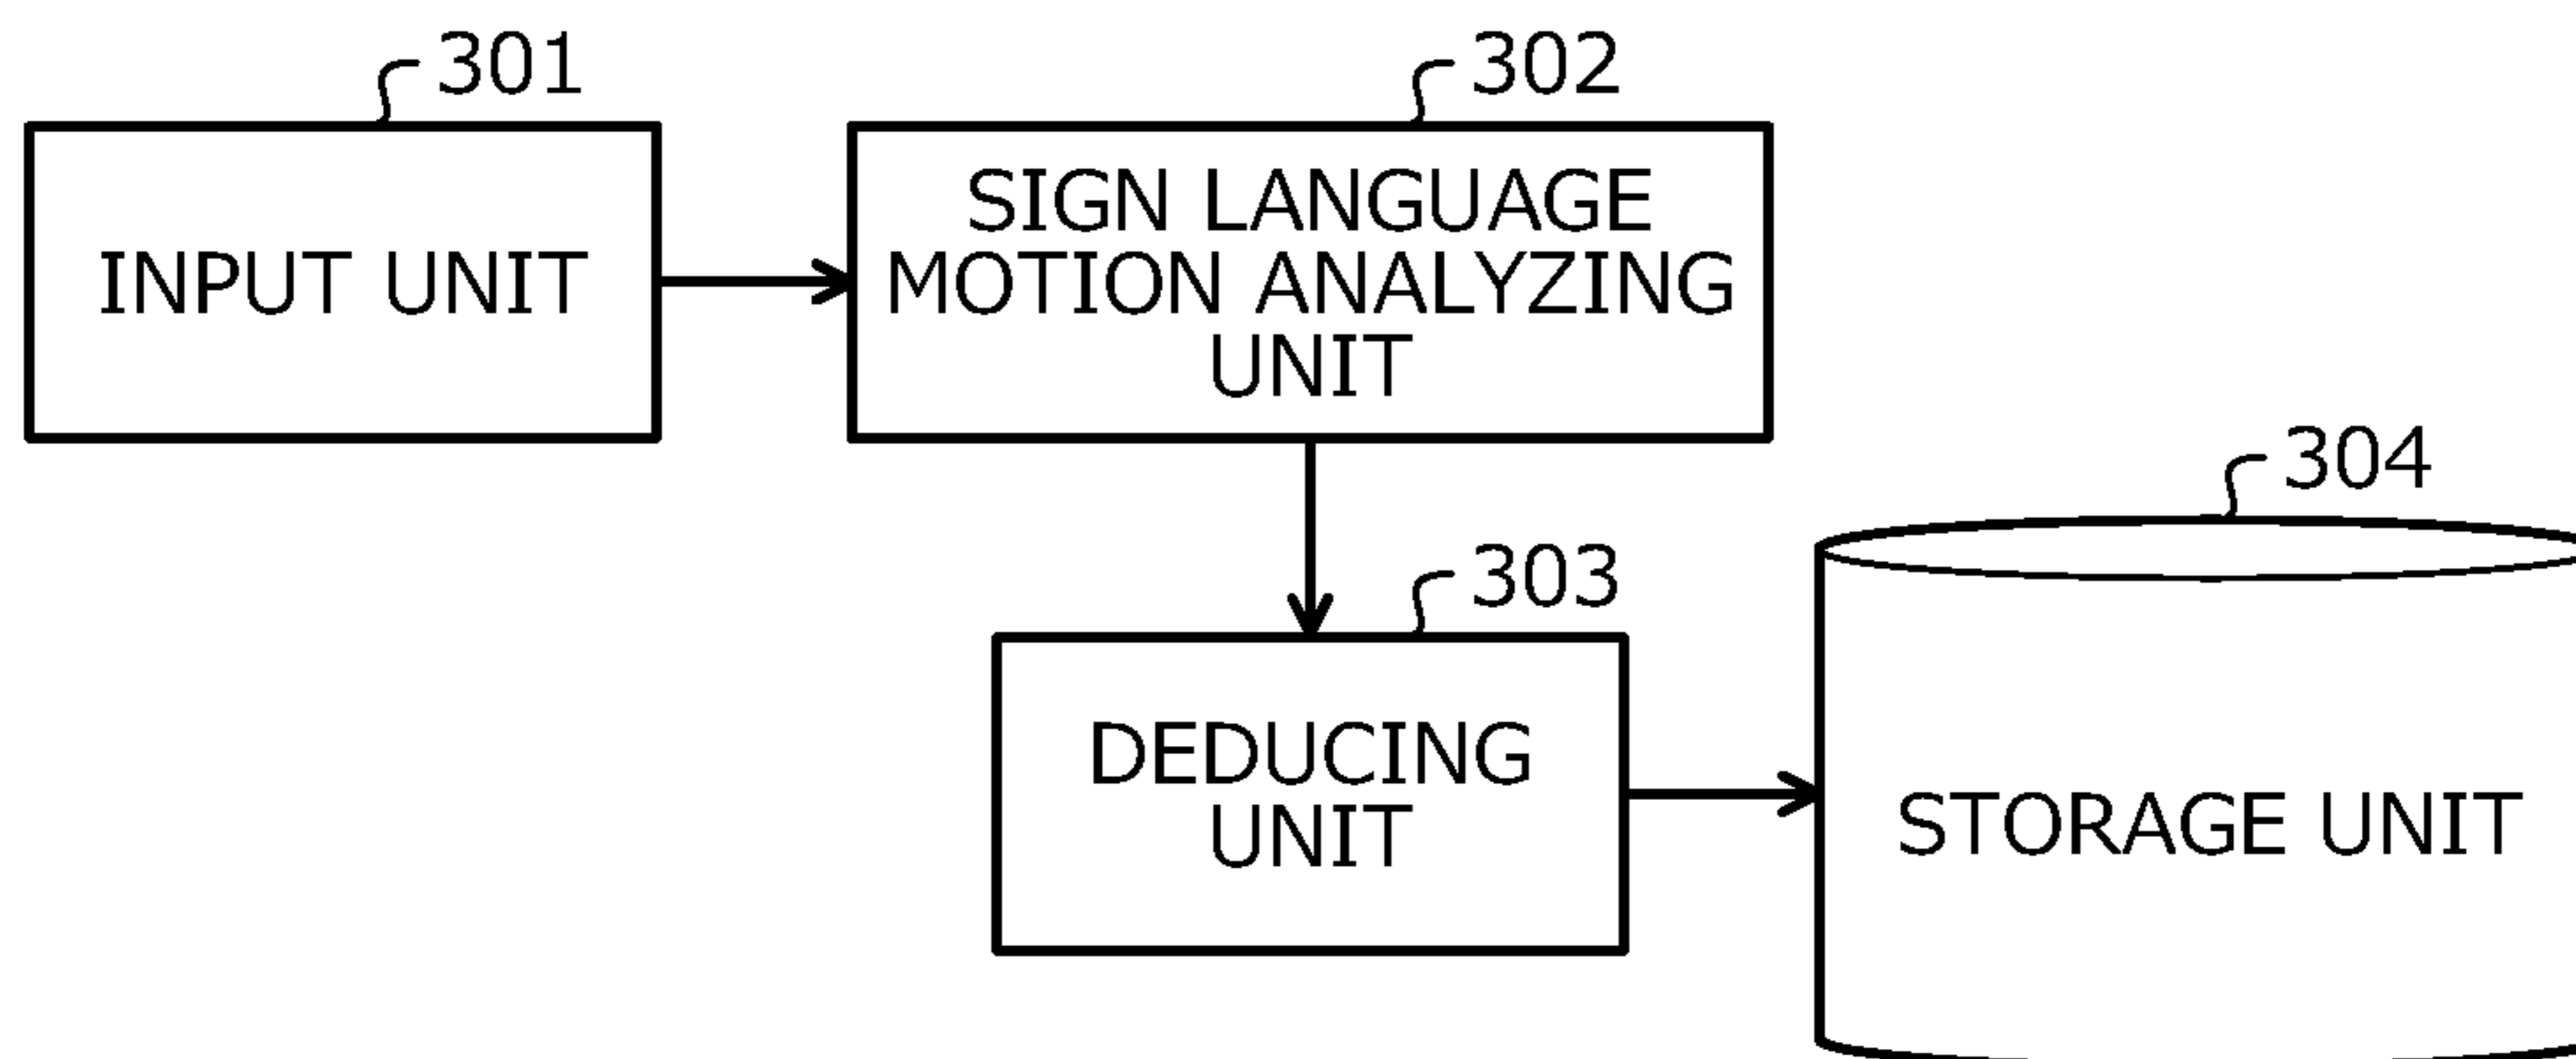 301
INPUT UNIT
302
SIGN LANGUAGE
MOTION ANALYZING
UNIT
303
DEDUCING
UNIT
304
STORAGE UNIT